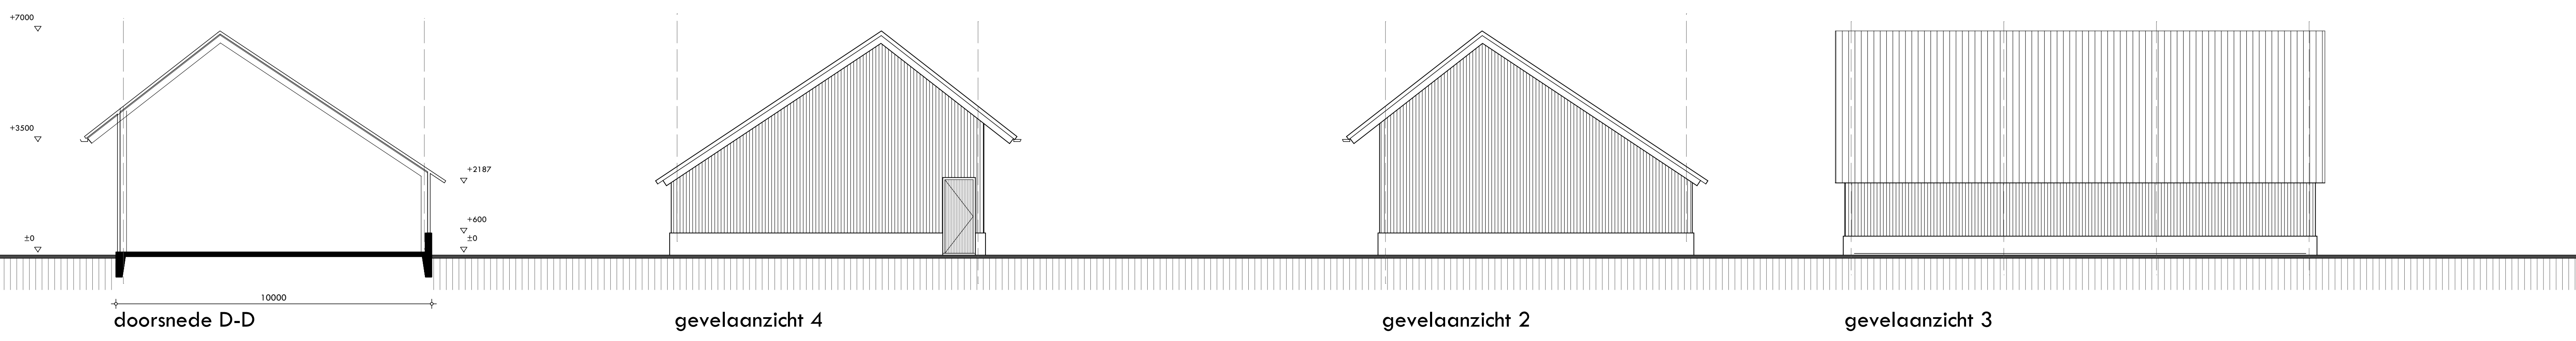 +7000
+3500
+2187
+600
±0
±0
10000
doorsnede D-D
gevelaanzicht 4
gevelaanzicht 2
gevelaanzicht 3